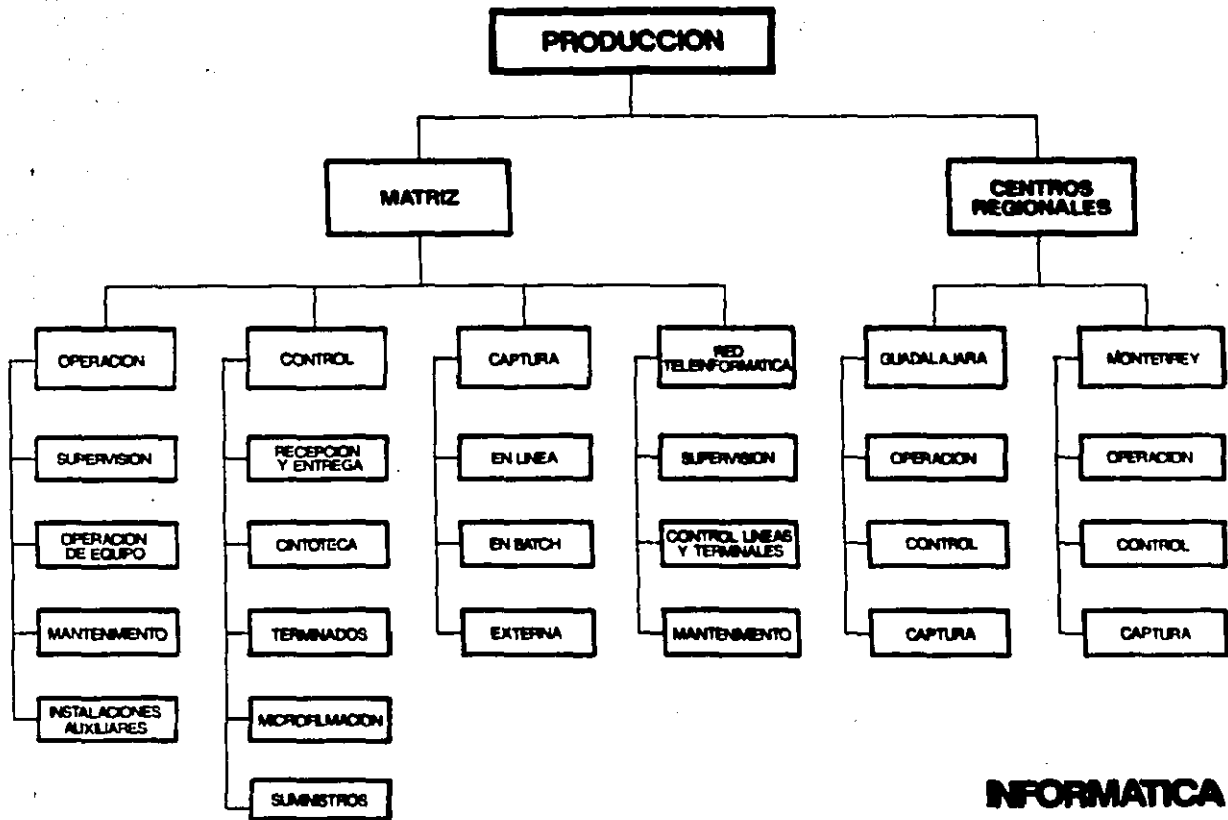 PRODUCCION
MATRIZ
CENTROS
REGIONALES
OPERACION
SUPERVISION
OPERACION
DE EQUIPO
MANTENIMIENTO
INSTALACIONES
AUXILIARES
CONTROL
RECEPCION
Y ENTREGA
CINTOTECA
TERMINADOS
MICROFILMACION
SUMINISTROS
CAPTURA
EN LINEA
EN BATCH
EXTERNA
RED
TELEINFORMATICA
SUPERVISION
CONTROL LINEAS
Y TERMINALES
MANTENIMIENTO
GUADALAJARA
OPERACION
CONTROL
CAPTURA
MONTERREY
OPERACION
CONTROL
CAPTURA
INFORMATICA